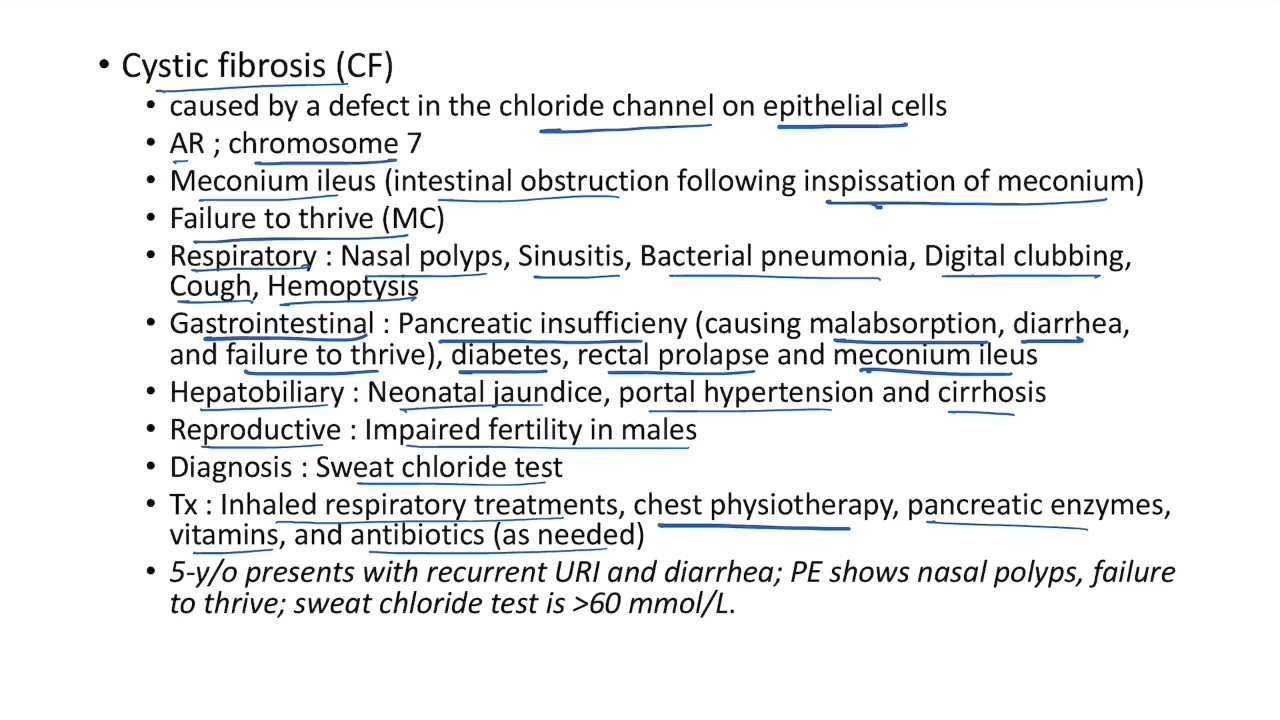 • Cystic fibrosis (CF)
• caused by a defect in the chloride channel on epithelial cells
• AR ; chromosome 7
• Meconium ileus (intestinal obstruction following inspissation of meconium)
• Failure to thrive (MC)
• Respiratory : Nasal polyps, Sinusitis, Bacterial pneumonia, Digital clubbing,
Cough, Hemoptysis
• Gastrointestinal : Pancreatic insufficieny (causing malabsorption, diarrhea,
and failure to thrive), diabetes, rectal prolapse and meconium ileus
• Hepatobiliary : Neonatal jaundice, portal hypertension and cirrhosis
• Reproductive : Impaired fertility in males
• Diagnosis : Sweat chloride test
• Tx : Inhaled respiratory treatments, chest physiotherapy, pancreatic enzymes,
vitamins, and antibiotics (as needed)
• 5-y/o presents with recurrent URI and diarrhea; PE shows nasal polyps, failure
to thrive; sweat chloride test is >60 mmol/L.